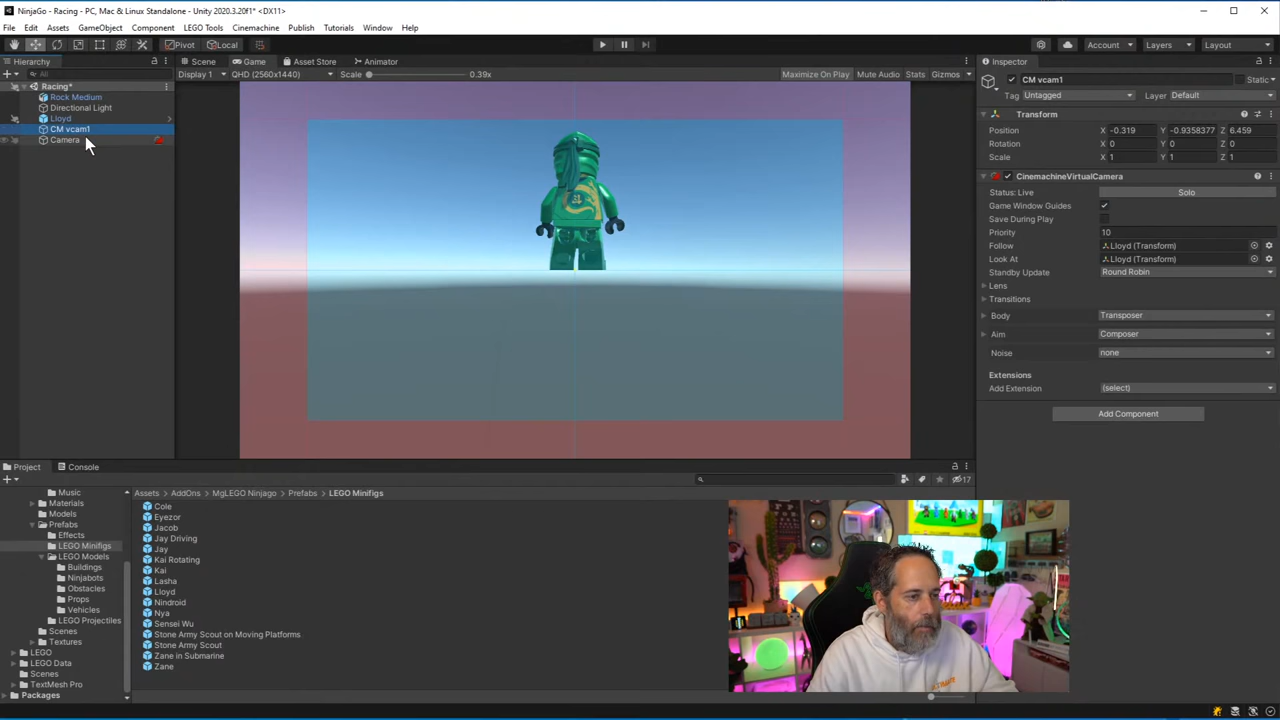 NinjaGo - Racing - PC, Mac & Linux Standalone - Unity 2020.3.20f1* <DX11>
File Edit Assets GameObject Component LEGO Tools Cinemachine Publish Tutorials Window Help
Pivot Local Account Layers Layout
Hierarchy Scene Game Asset Store Animator Inspector
All Display 1 QHD (2560x1440) Scale 0.39x Maximize On Play Mute Audio Stats Gizmos CM vcam1 Static
Racing*
Tag Untagged Layer Default
Rock Medium
Directional Light
Lloyd
CM vcam1
Camera
Transform
Position X -0.319 Y -0.9358377 Z 6.459
Rotation X 0 Y 0 Z 0
Scale X 1 Y 1 Z 1
CinemachineVirtualCamera
Status: Live Solo
Game Window Guides
Save During Play
Priority 10
Follow Lloyd (Transform)
Look At Lloyd (Transform)
Standby Update Round Robin
Lens
Transitions
Body Transposer
Aim Composer
Noise none
Extensions
Add Extension (select)
Add Component
Project Console
17
Music
Materials
Models
Prefabs
Effects
LEGO Minifigs
LEGO Models
Buildings
Ninjabots
Obstacles
Props
Vehicles
LEGO Projectiles
Scenes
Textures
LEGO
LEGO Data
Scenes
TextMesh Pro
Packages
Assets AddOns MgLEGO Ninjago Prefabs LEGO Minifigs
Cole
Eyezor
Jacob
Jay Driving
Jay
Kai Rotating
Kai
Lasha
Lloyd
Nindroid
Nya
Sensei Wu
Stone Army Scout on Moving Platforms
Stone Army Scout
Zane in Submarine
Zane